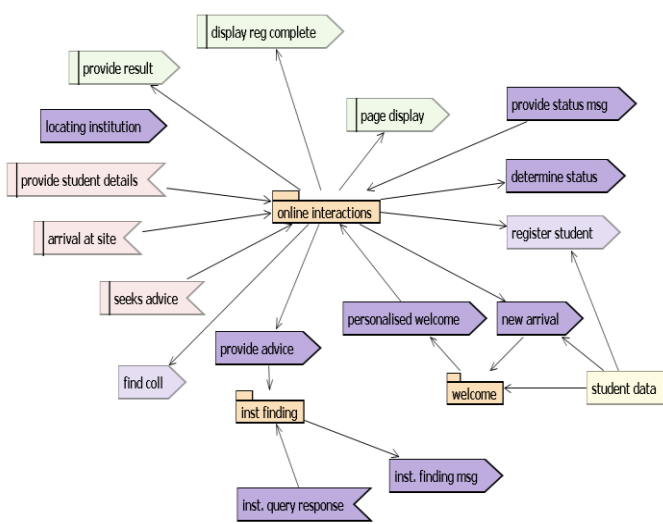 display reg complete
provide result
page display
provide status msg
locating institution
provide student details
determine status
online interactions
arrival at site
register student
seeks advice
personalised welcome
new arrival
provide advice
find coll
welcome
student data
inst finding
inst. finding msg
inst. query response